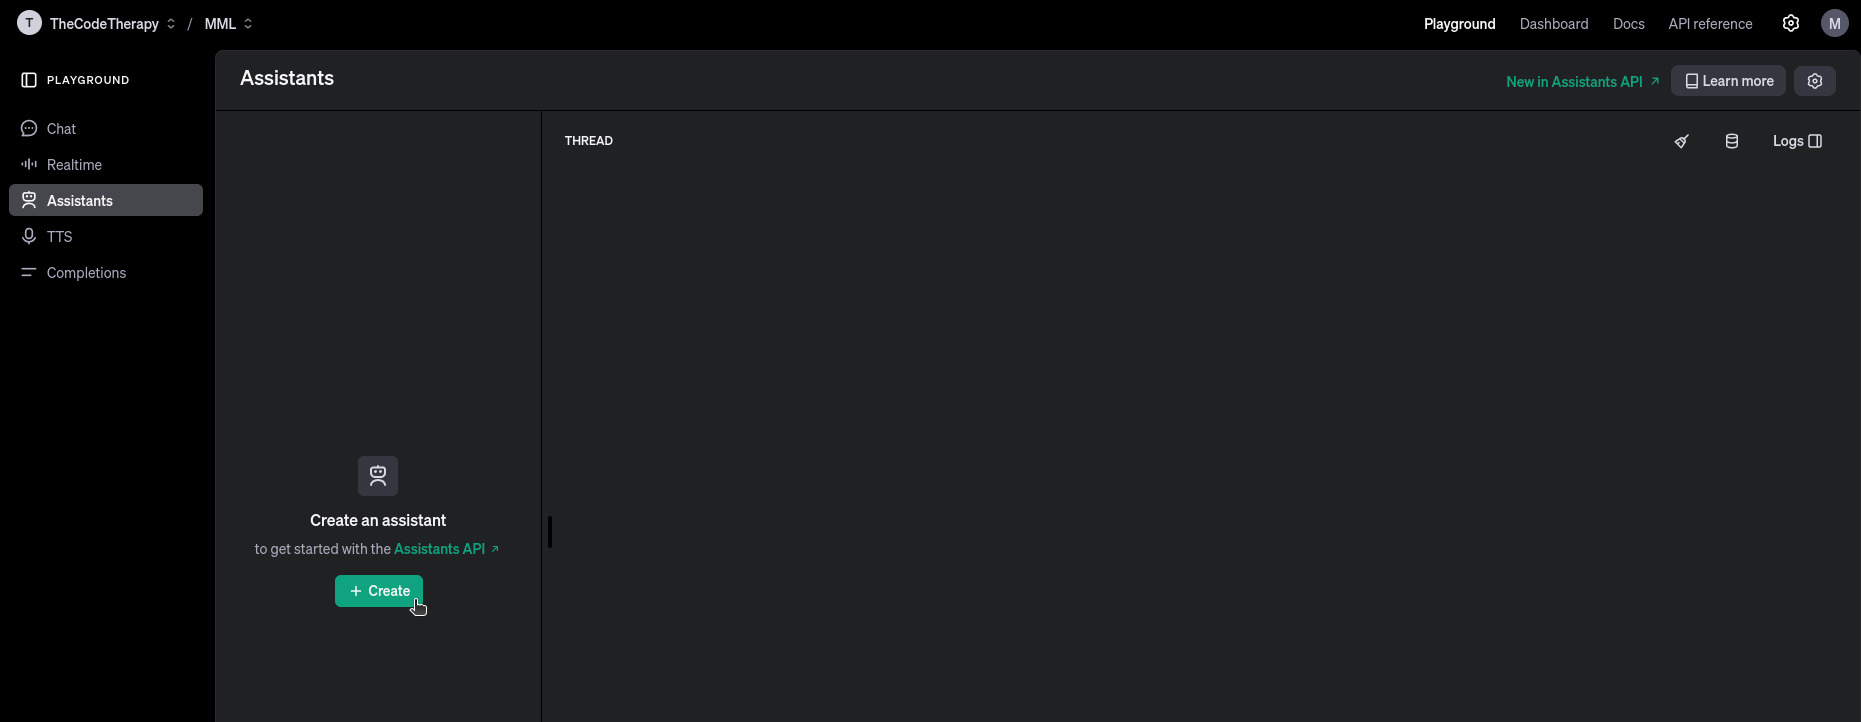 T TheCodeTherapy / MML
Playground Dashboard Docs API reference M
PLAYGROUND
Chat
Realtime
Assistants
TTS
Completions
Assistants
New in Assistants API Learn more
THREAD
Logs
Create an assistant
to get started with the Assistants API
+ Create